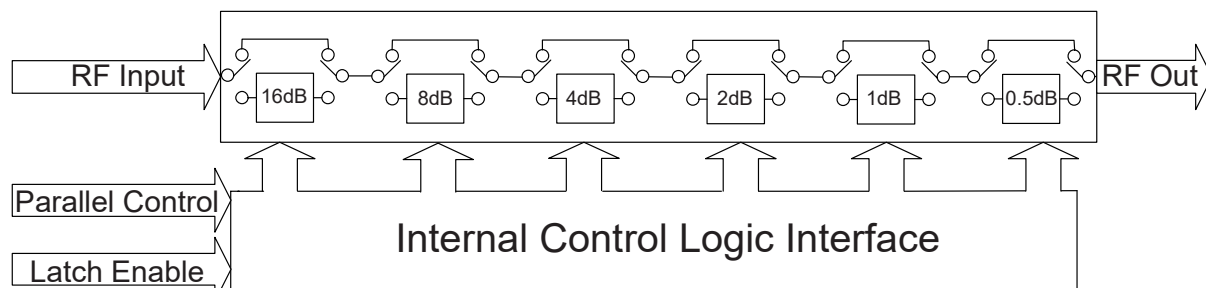 RF Input
16dB
8dB
4dB
2dB
1dB
0.5dB
RF Out
Parallel Control
Internal Control Logic Interface
Latch Enable